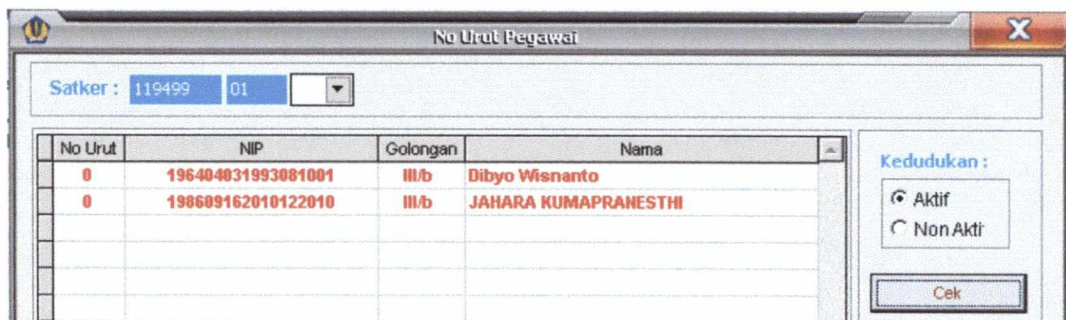 No Urut Pegawai
Satker : 119499 01
No Urut NIP Golongan Nama
0 196404031993081001 III/b Dibyo Wisnanto
0 198609162010122010 III/b JAHARA KUMAPRANESTHI
Kedudukan :
Aktif
Non Akti
Cek